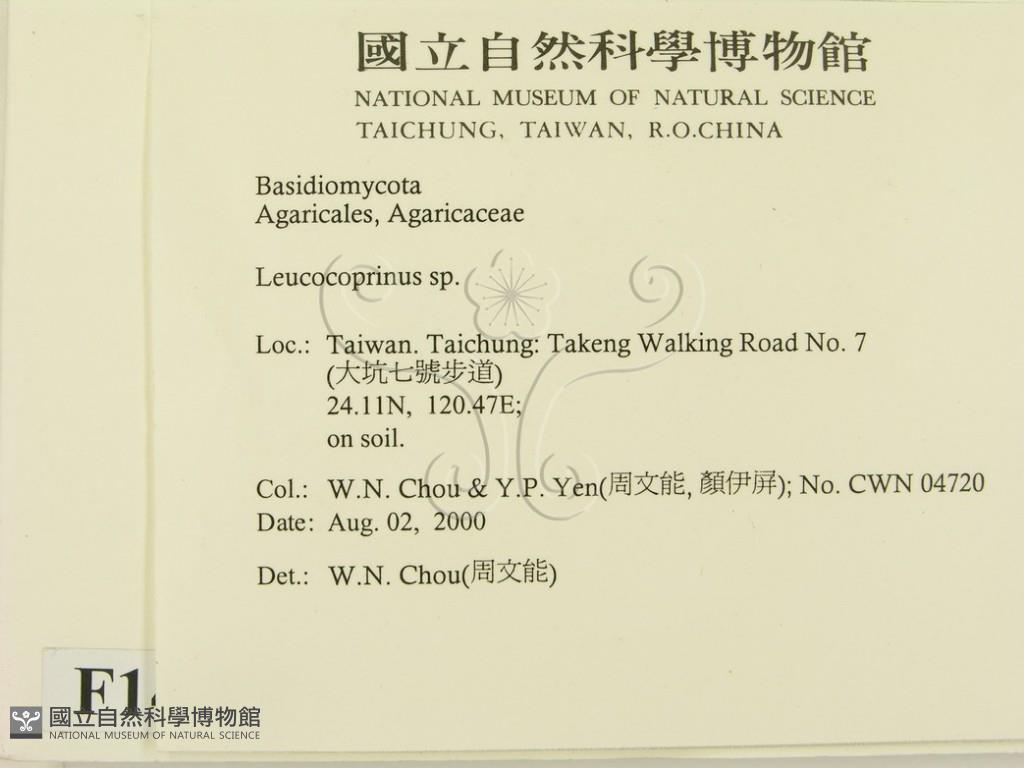 國立自然科學博物館
NATIONAL MUSEUM OF NATURAL SCIENCE
TAICHUNG, TAIWAN, R.O.CHINA
Basidiomycota
Agaricales, Agaricaceae
Leucocoprinus sp.
Loc.: Taiwan. Taichung: Takeng Walking Road No. 7
(大坑七號步道)
24.11N, 120.47E;
on soil.
Col.: W.N. Chou & Y.P. Yen(周文能, 顏伊屏); No. CWN 04720
Date: Aug. 02, 2000
Det.: W.N. Chou(周文能)
國立自然科學博物館
NATIONAL MUSEUM OF NATURAL SCIENCE